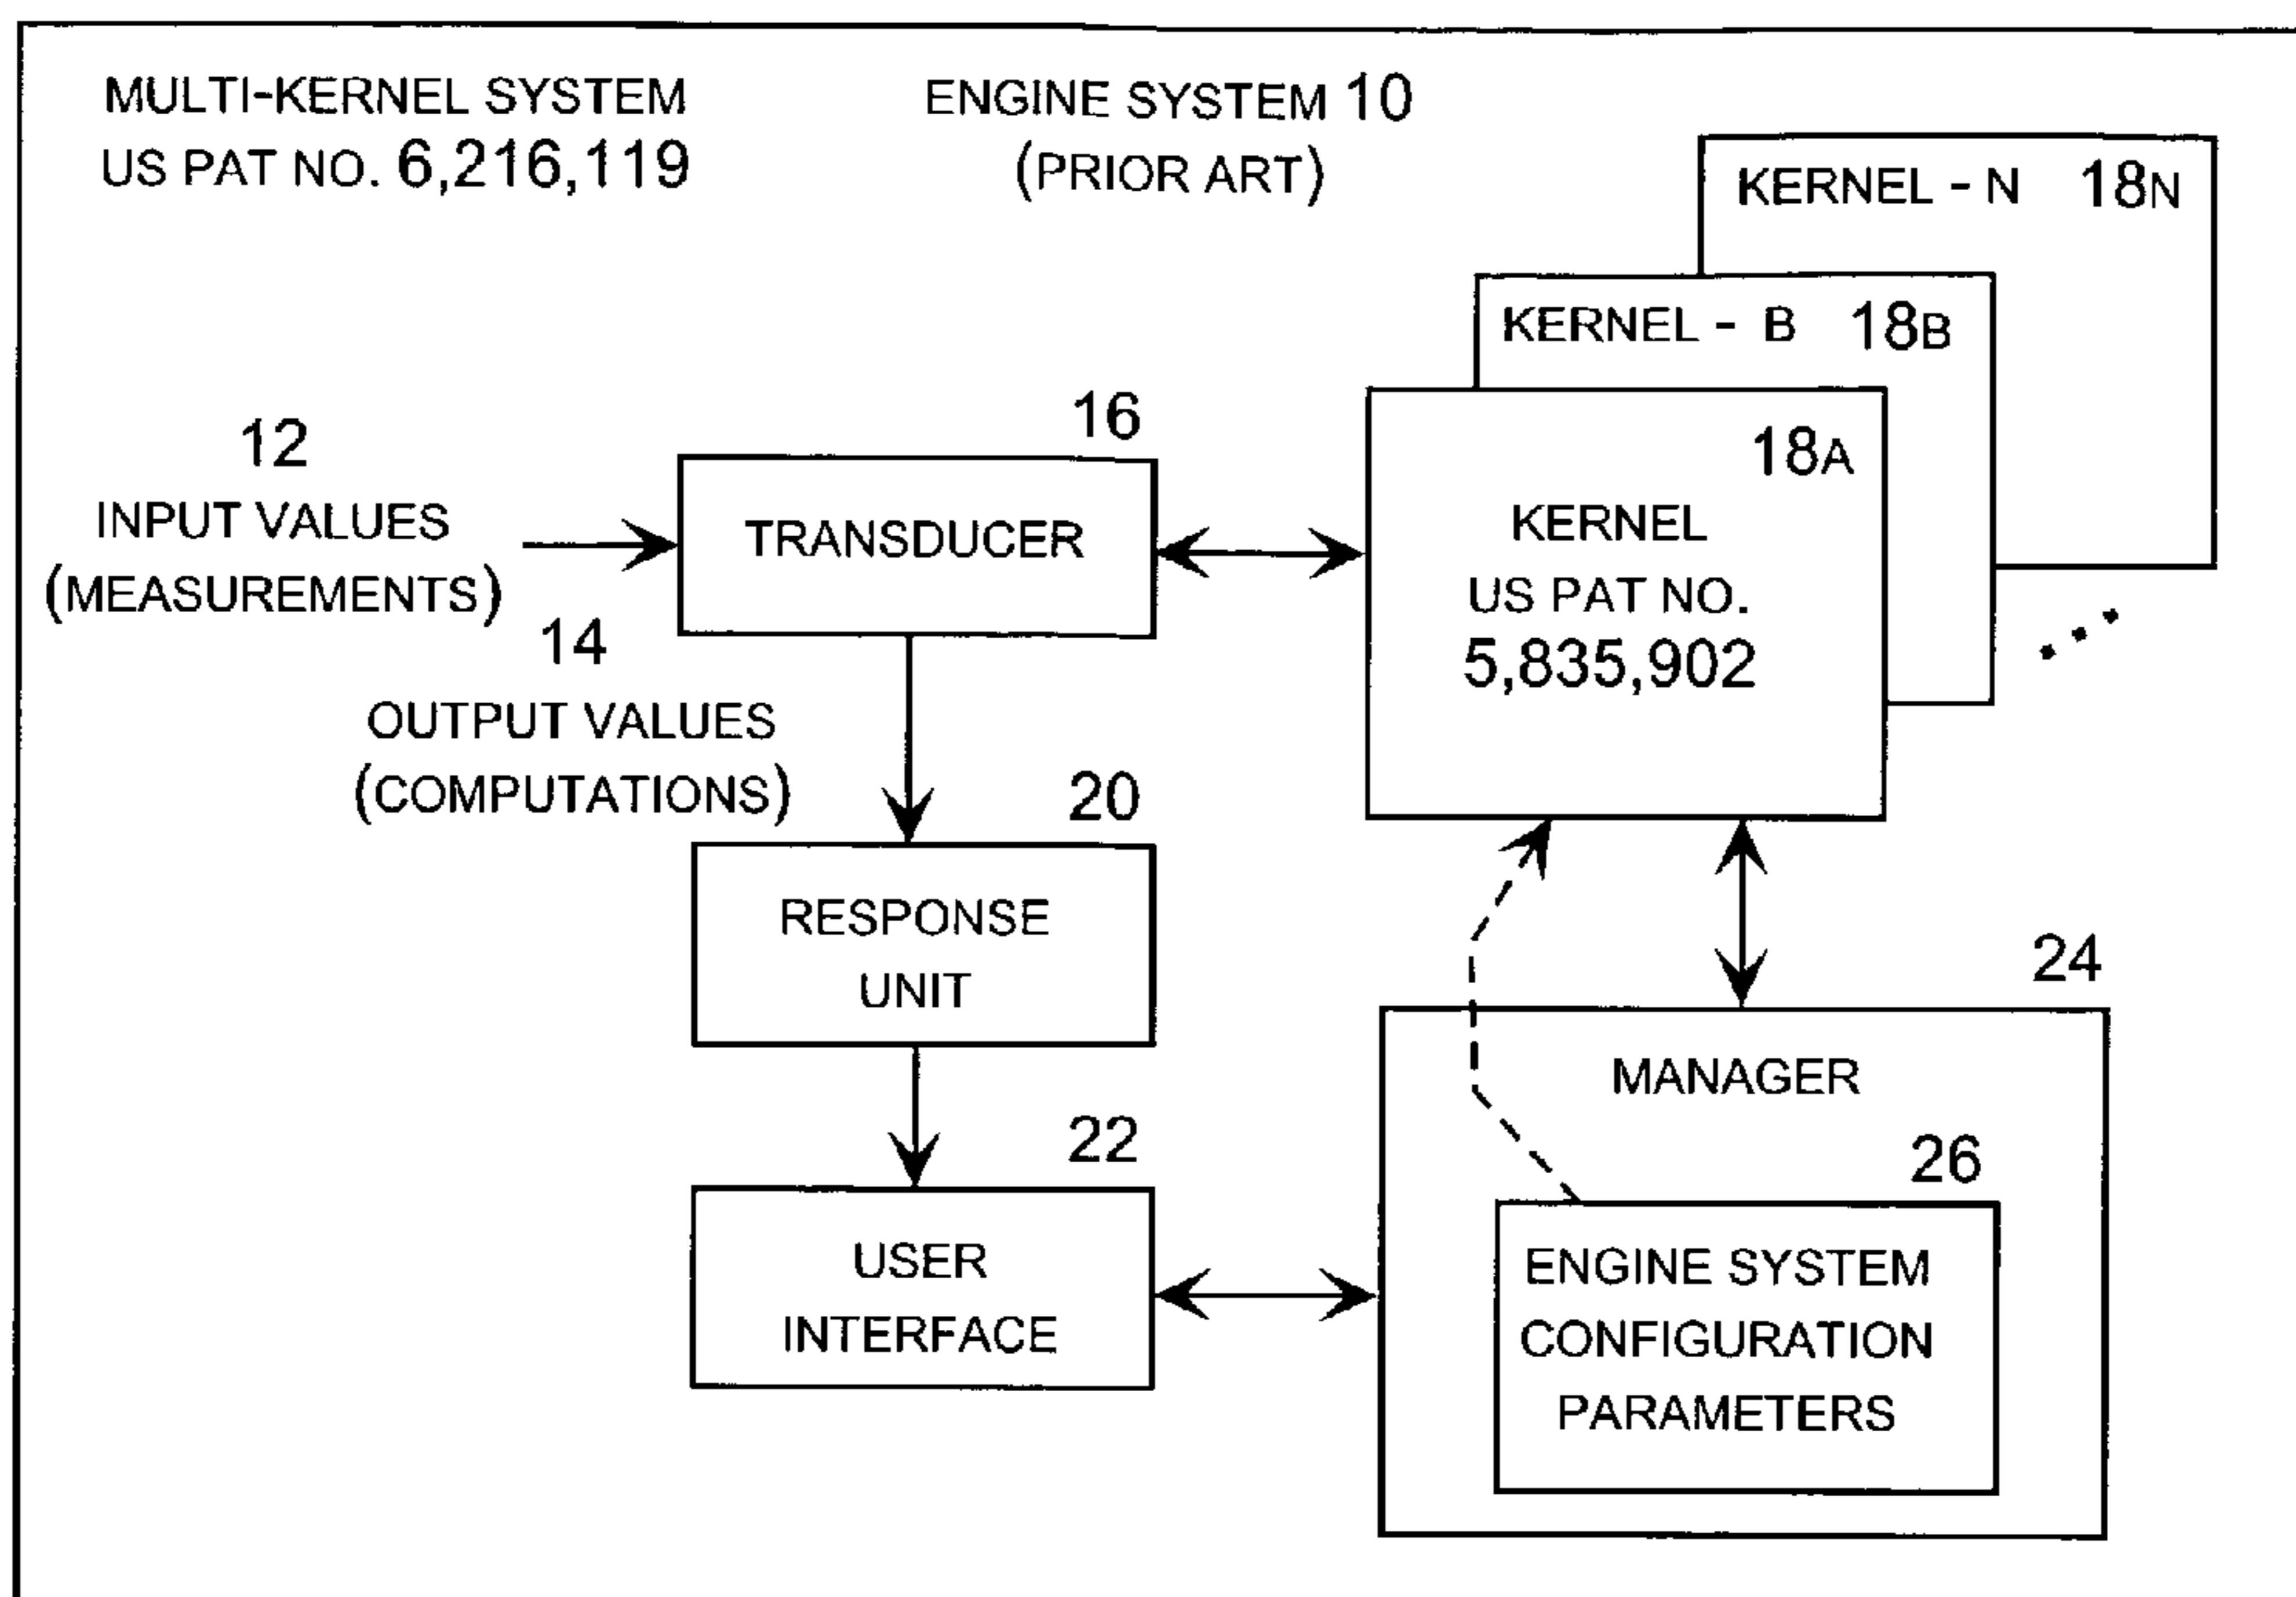 MULTI-KERNEL SYSTEM
US PAT NO. 6,216,119
ENGINE SYSTEM 10
(PRIOR ART)
KERNEL - N 18N
KERNEL - B 18B
18A
KERNEL
US PAT NO.
5,835,902
12
INPUT VALUES
(MEASUREMENTS)
16
TRANSDUCER
14
OUTPUT VALUES
(COMPUTATIONS)
20
RESPONSE
UNIT
22
USER
INTERFACE
24
MANAGER
26
ENGINE SYSTEM
CONFIGURATION
PARAMETERS